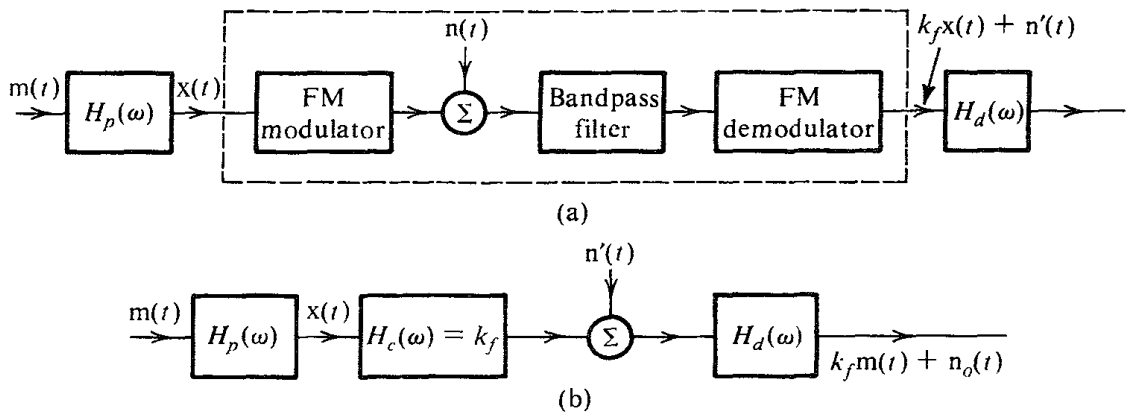 n(t)
k_f x(t) + n′(t)
m(t)
H_p(ω)
x(t)
FM
modulator
Σ
Bandpass
filter
FM
demodulator
H_d(ω)
(a)
n′(t)
m(t)
H_p(ω)
x(t)
H_c(ω) = k_f
Σ
H_d(ω)
k_f m(t) + n_o(t)
(b)